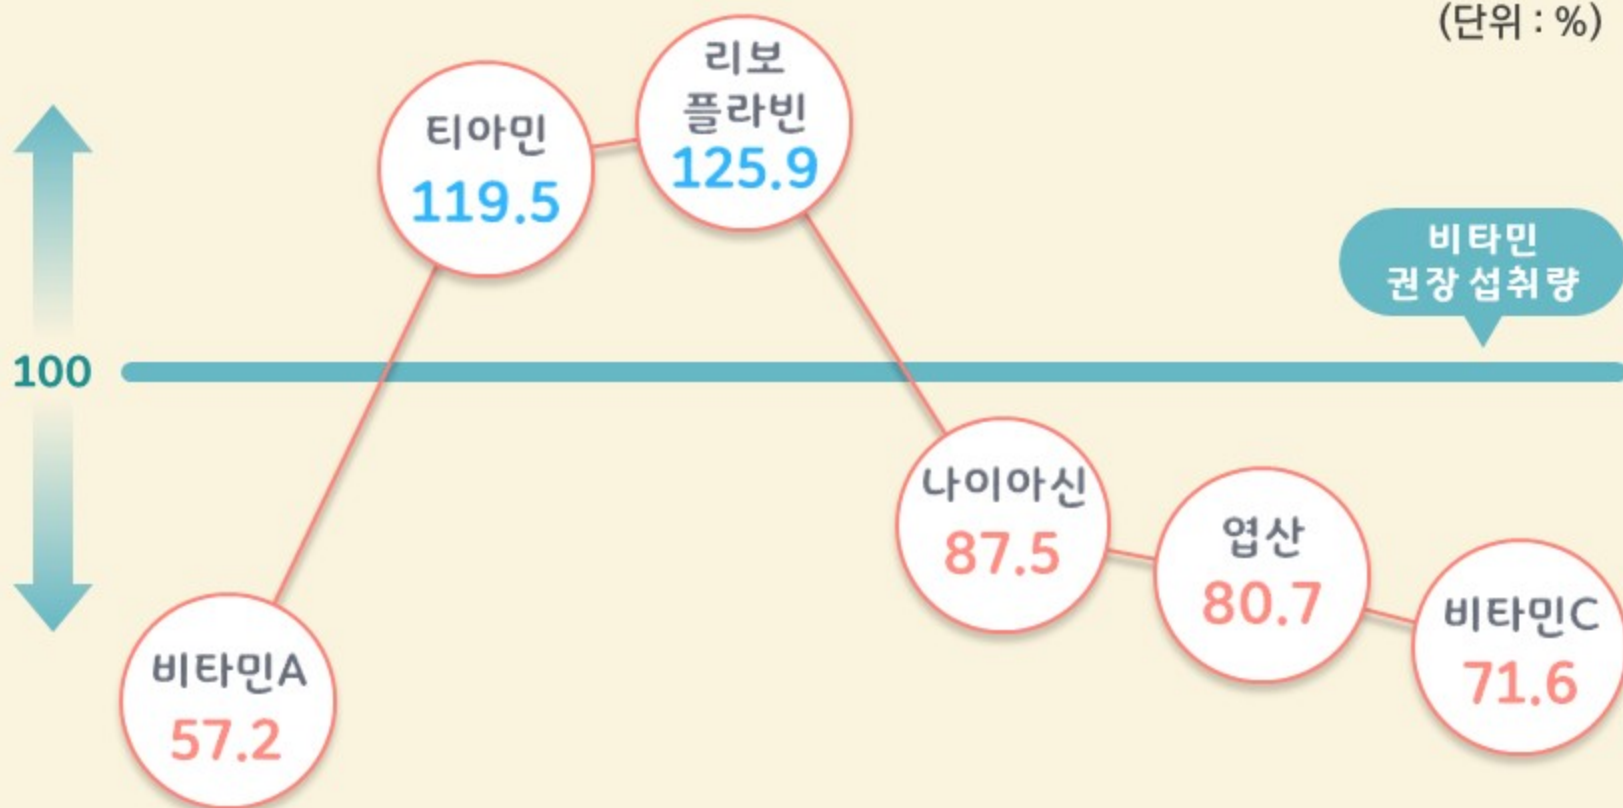 (단위 : %)
리보
플라빈
125.9
티아민
119.5
비타민
권장 섭취량
100
나이아신
87.5
엽산
80.7
비타민C
71.6
비타민A
57.2